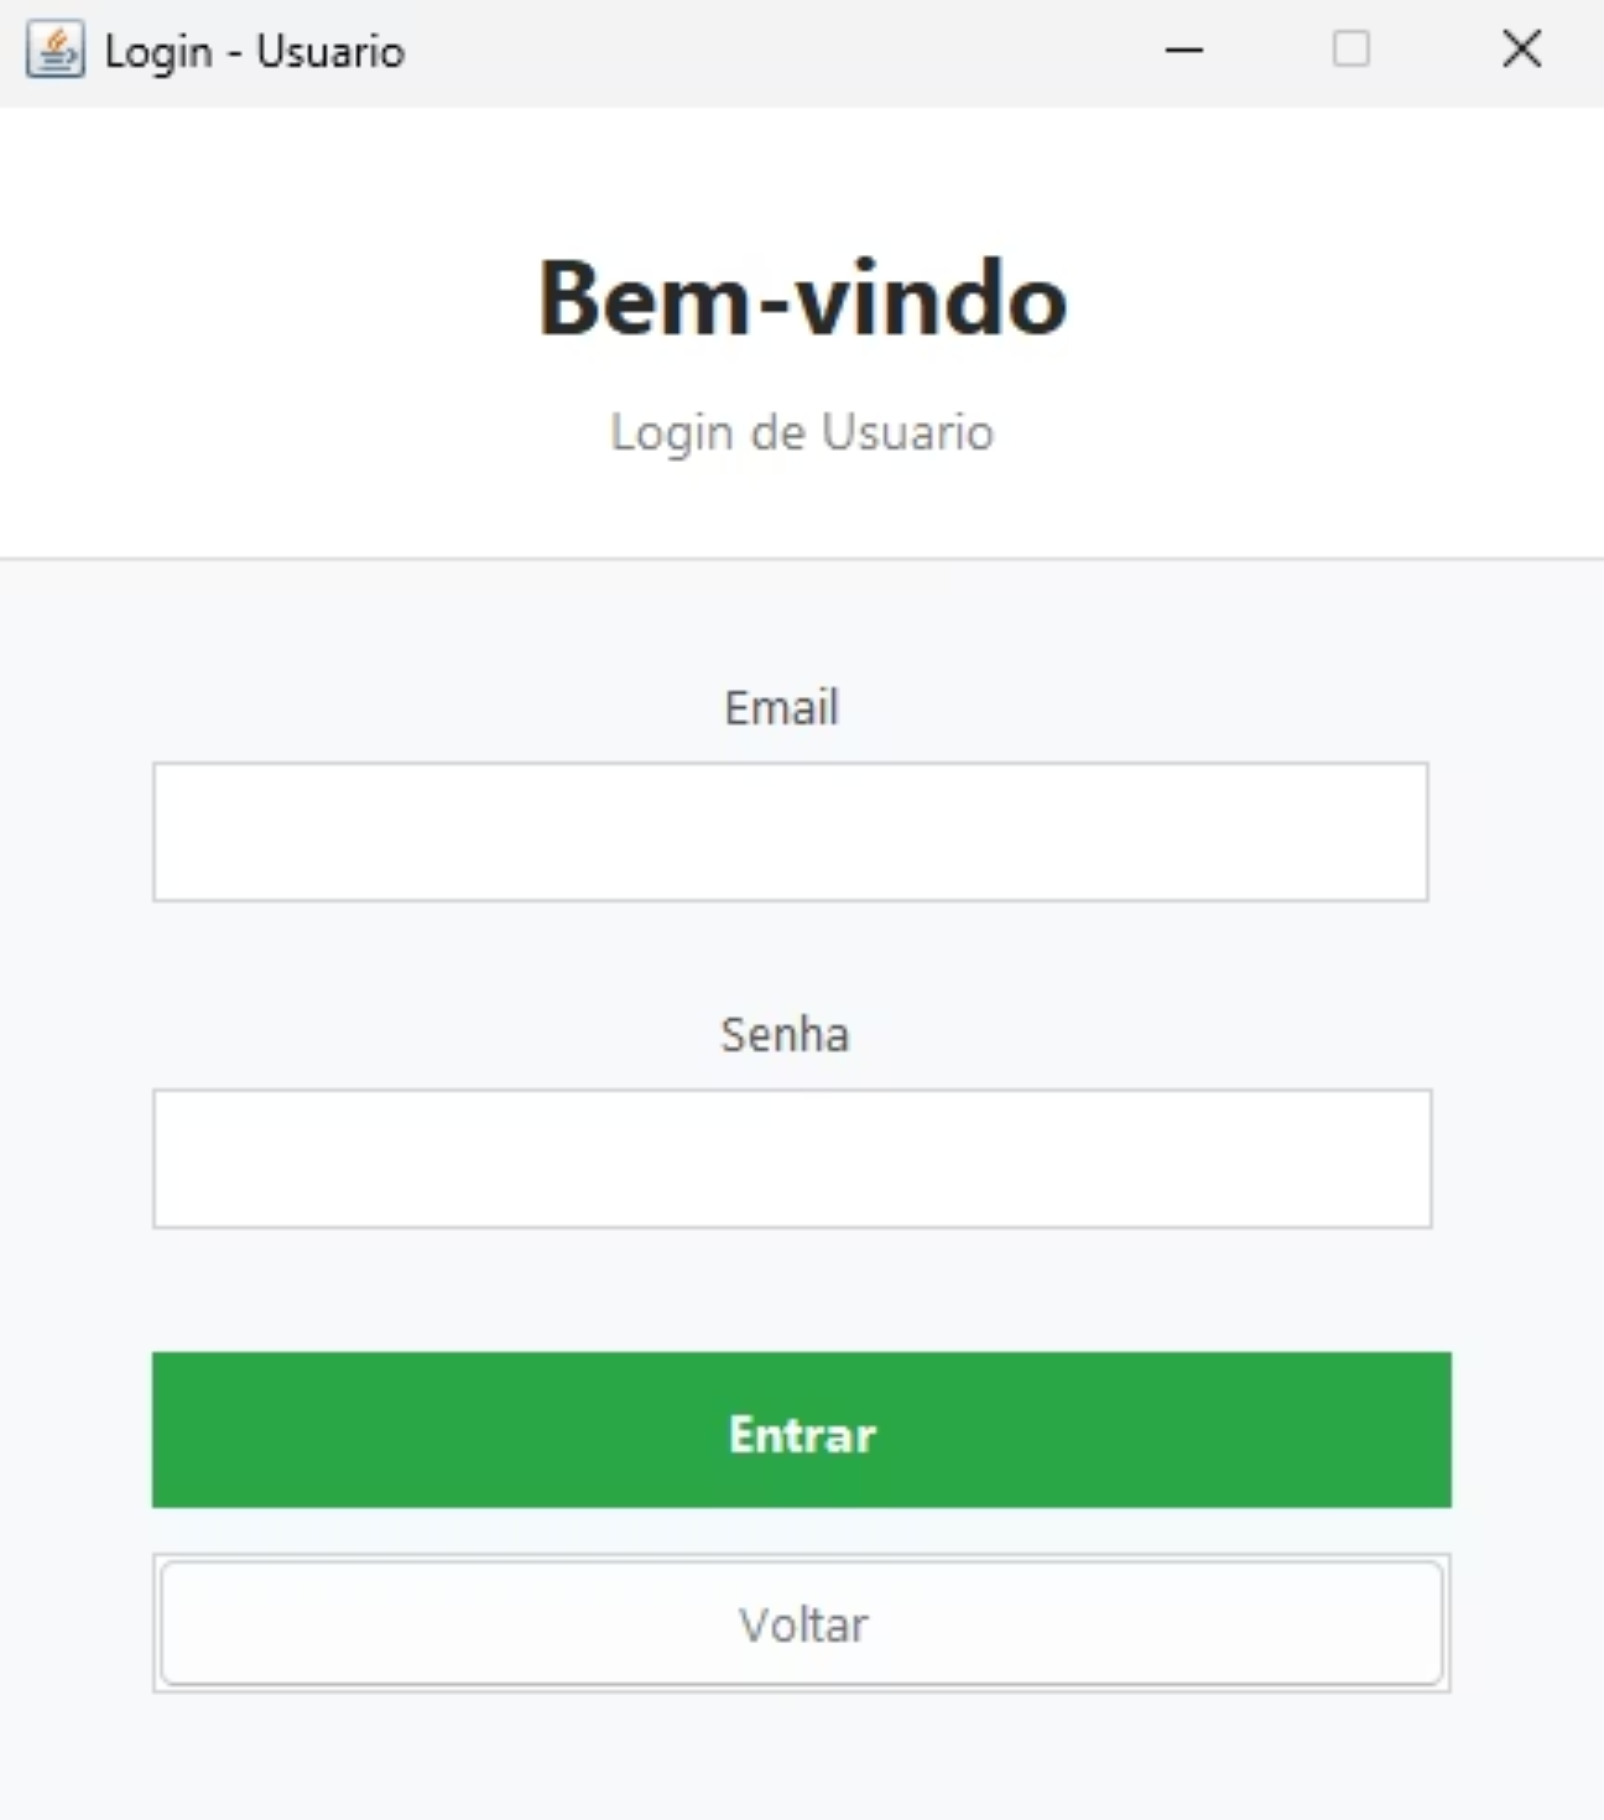 Login - Usuario
Bem-vindo
Login de Usuario
Email
Senha
Entrar
Voltar